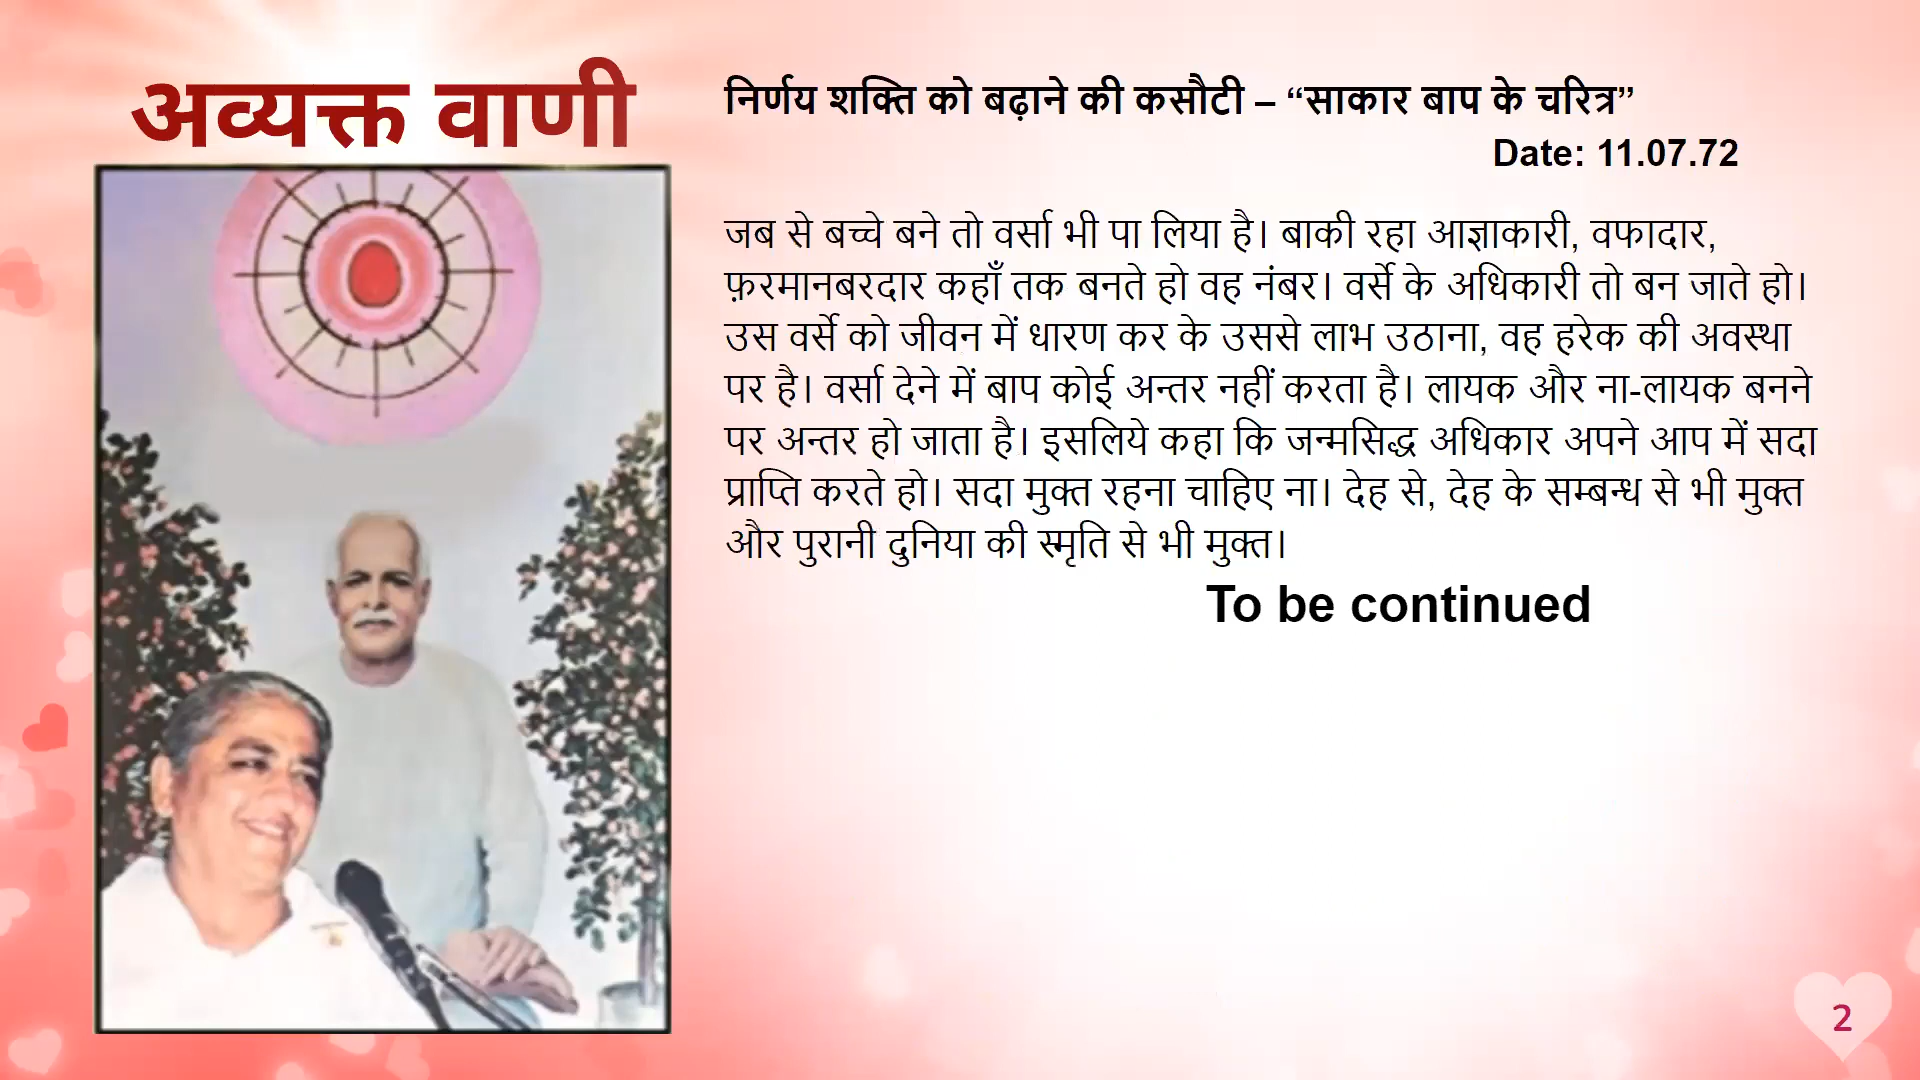 अव्यक्त वाणी
निर्णय शक्ति को बढ़ाने की कसौटी – “साकार बाप के चरित्र”
Date: 11.07.72
जब से बच्चे बने तो वर्सा भी पा लिया है। बाकी रहा आज्ञाकारी, वफादार,
फ़रमानबरदार कहाँ तक बनते हो वह नंबर। वर्से के अधिकारी तो बन जाते हो।
उस वर्से को जीवन में धारण कर के उससे लाभ उठाना, वह हरेक की अवस्था
पर है। वर्सा देने में बाप कोई अन्तर नहीं करता है। लायक और ना-लायक बनने
पर अन्तर हो जाता है। इसलिये कहा कि जन्मसिद्ध अधिकार अपने आप में सदा
प्राप्ति करते हो। सदा मुक्त रहना चाहिए ना। देह से, देह के सम्बन्ध से भी मुक्त
और पुरानी दुनिया की स्मृति से भी मुक्त।
To be continued
2